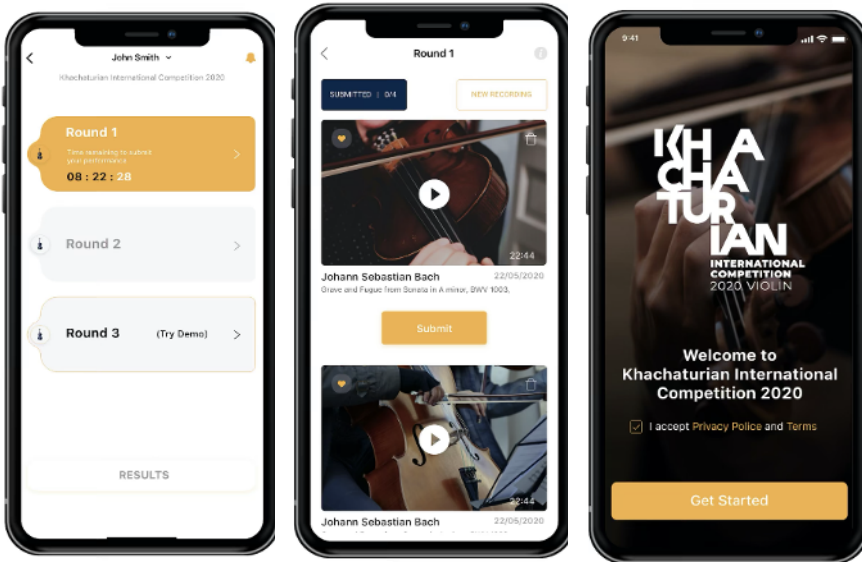 John Smith
Khachaturian International Competition 2020
Round 1
Time remaining to submit
your performance
08 : 22 : 28
Round 2
Round 3 (Try Demo)
RESULTS
Round 1
SUBMITTED | 0/4
NEW RECORDING
22:44
Johann Sebastian Bach 22/05/2020
Grave and Fugue from Sonata in A minor, BWV 1003.
Submit
22:44
Johann Sebastian Bach 22/05/2020
9:41
KHA
CHA
TUR
IAN
INTERNATIONAL
COMPETITION
2020 VIOLIN
Welcome to
Khachaturian International
Competition 2020
I accept Privacy Police and Terms
Get Started